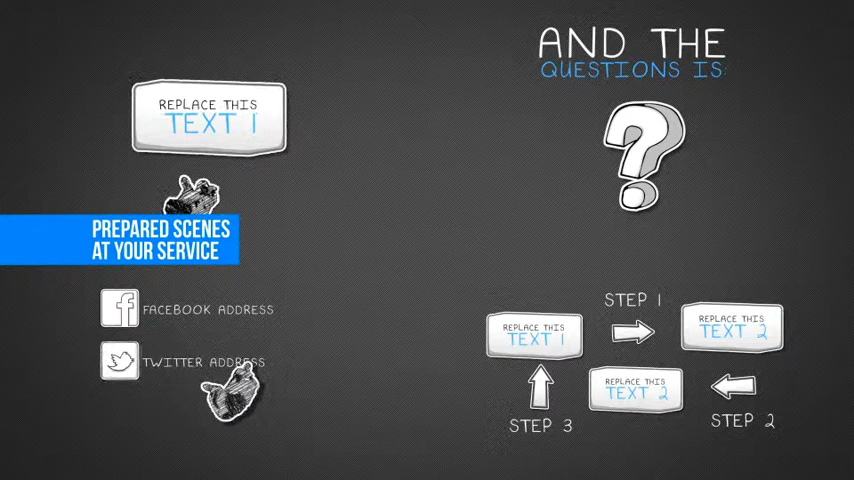 REPLACE THIS
TEXT 1
AND THE
QUESTIONS IS:
PREPARED SCENES
AT YOUR SERVICE
FACEBOOK ADDRESS
TWITTER ADDRESS
STEP 1
REPLACE THIS
TEXT 1
REPLACE THIS
TEXT 2
REPLACE THIS
TEXT 2
STEP 3
STEP 2